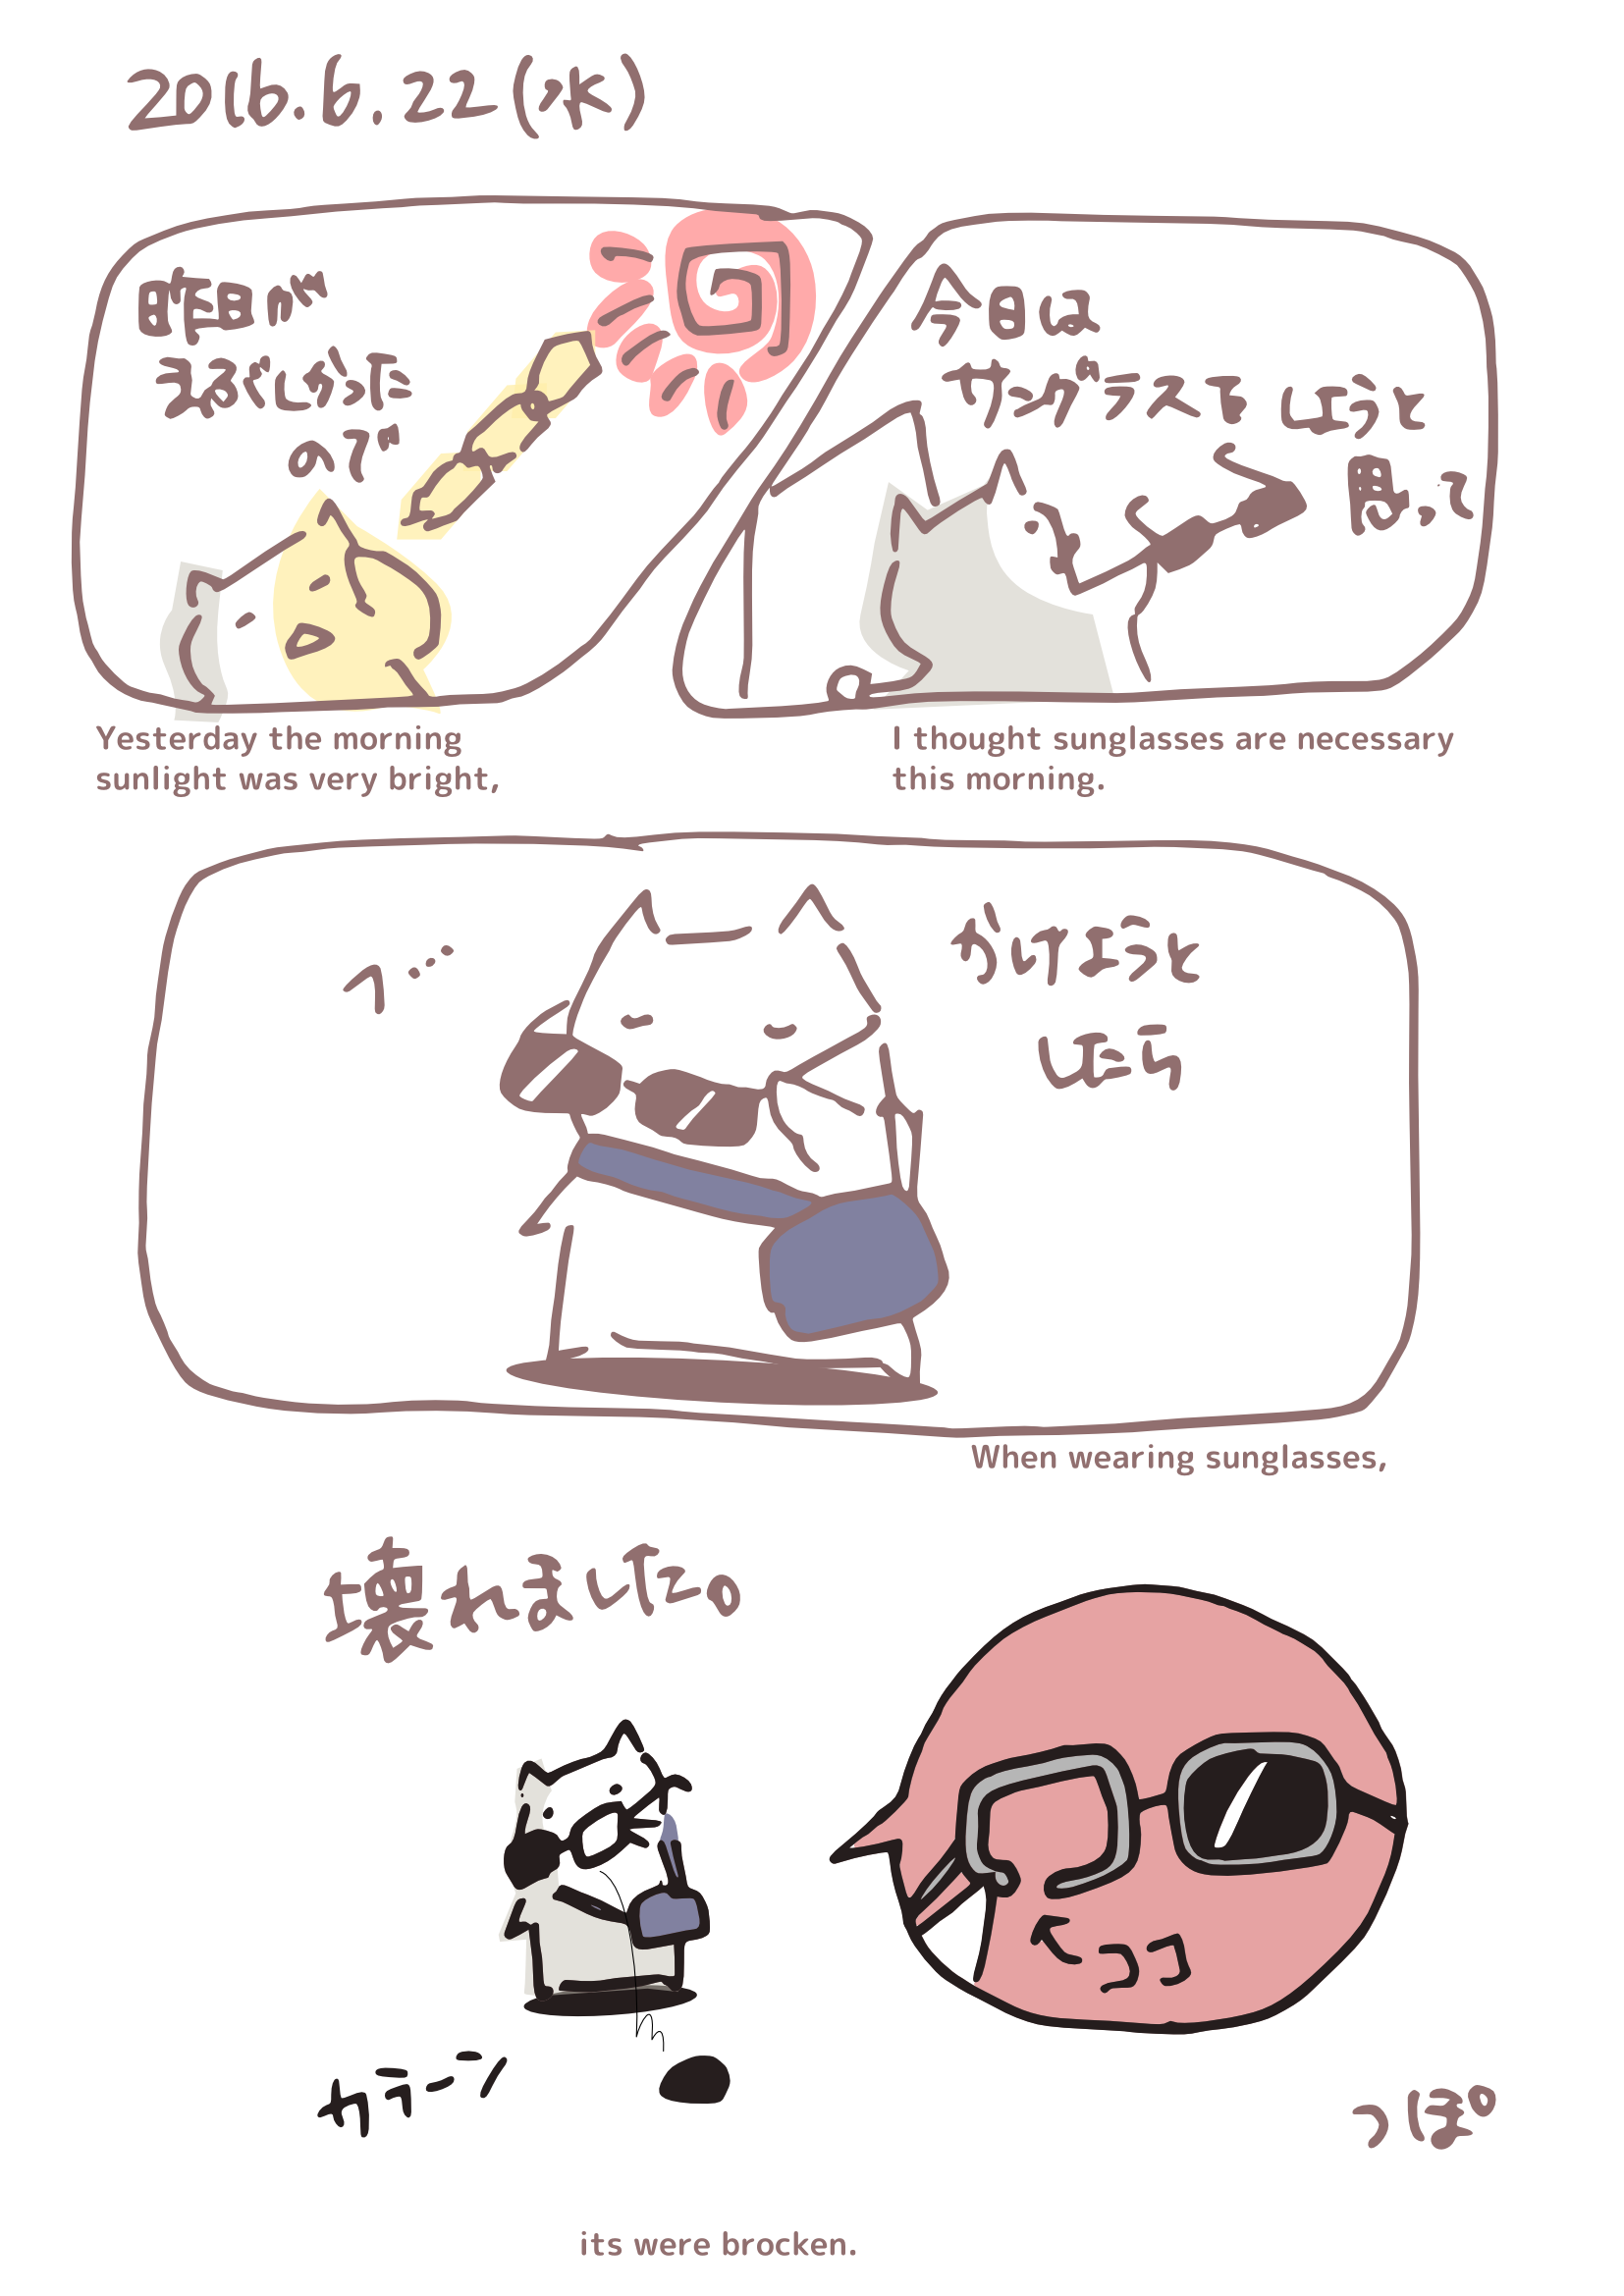 2016.6.22(水)
昨日が
まぶしかった
ので
今日は
サングラスをしようと
思って
Yesterday the morning
sunlight was very bright,
I thought sunglasses are necessary
this morning.
かけようと
したら
When wearing sunglasses,
壊れました。
ココ
カラーン
っぽ
its were brocken.